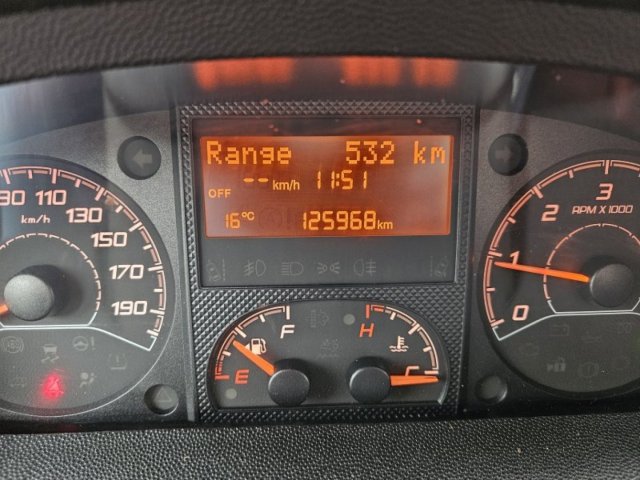 Range 532 km
OFF --km/h 11:51
16°C 125968km
90 110
km/h
130
150
170
190
E F
H C
0 1 2 3
RPM X 1000